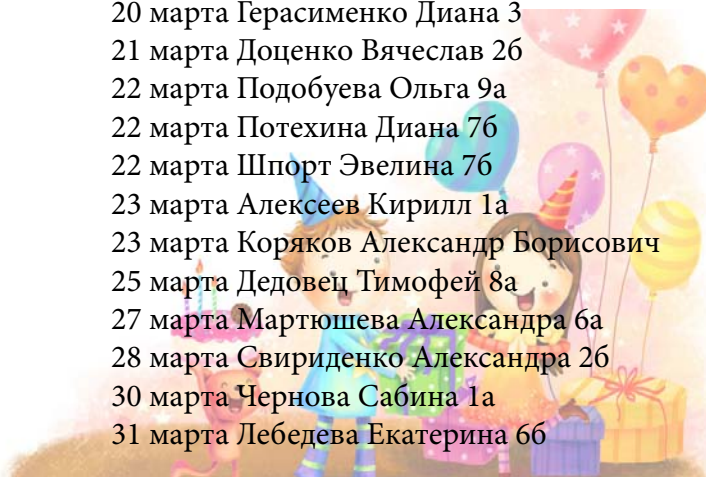 20 марта Герасименко Диана 3
21 марта Доценко Вячеслав 2б
22 марта Подобуева Ольга 9а
22 марта Потехина Диана 7б
22 марта Шпорт Эвелина 7б
23 марта Алексеев Кирилл 1а
23 марта Коряков Александр Борисович
25 марта Дедовец Тимофей 8а
27 марта Мартюшева Александра 6а
28 марта Свириденко Александра 2б
30 марта Чернова Сабина 1а
31 марта Лебедева Екатерина 6б